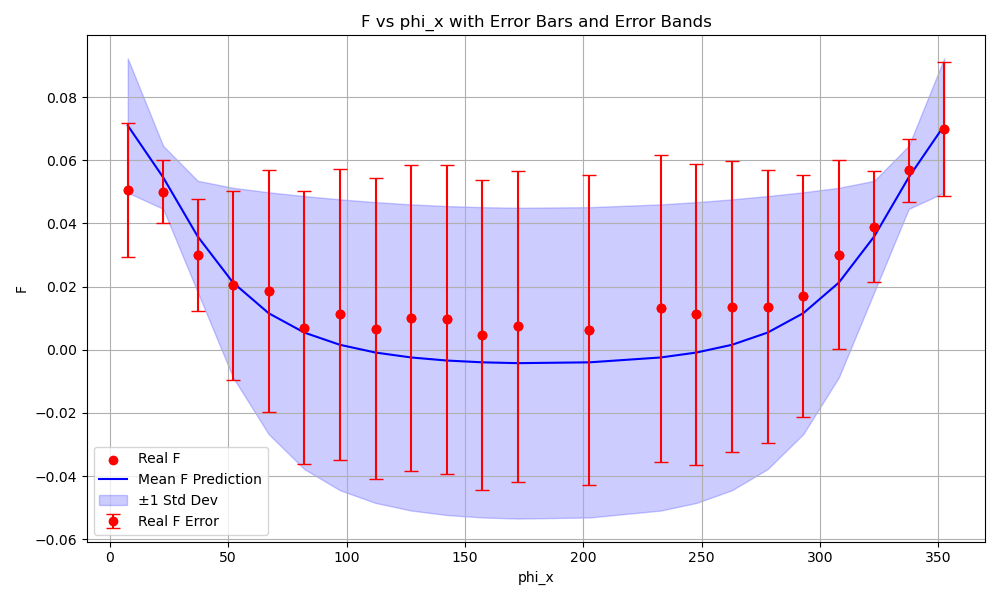 F vs phi_x with Error Bars and Error Bands
F
0.08
0.06
0.04
0.02
0.00
−0.02
−0.04
−0.06
Real F
Mean F Prediction
±1 Std Dev
Real F Error
0 50 100 150 200 250 300 350
phi_x